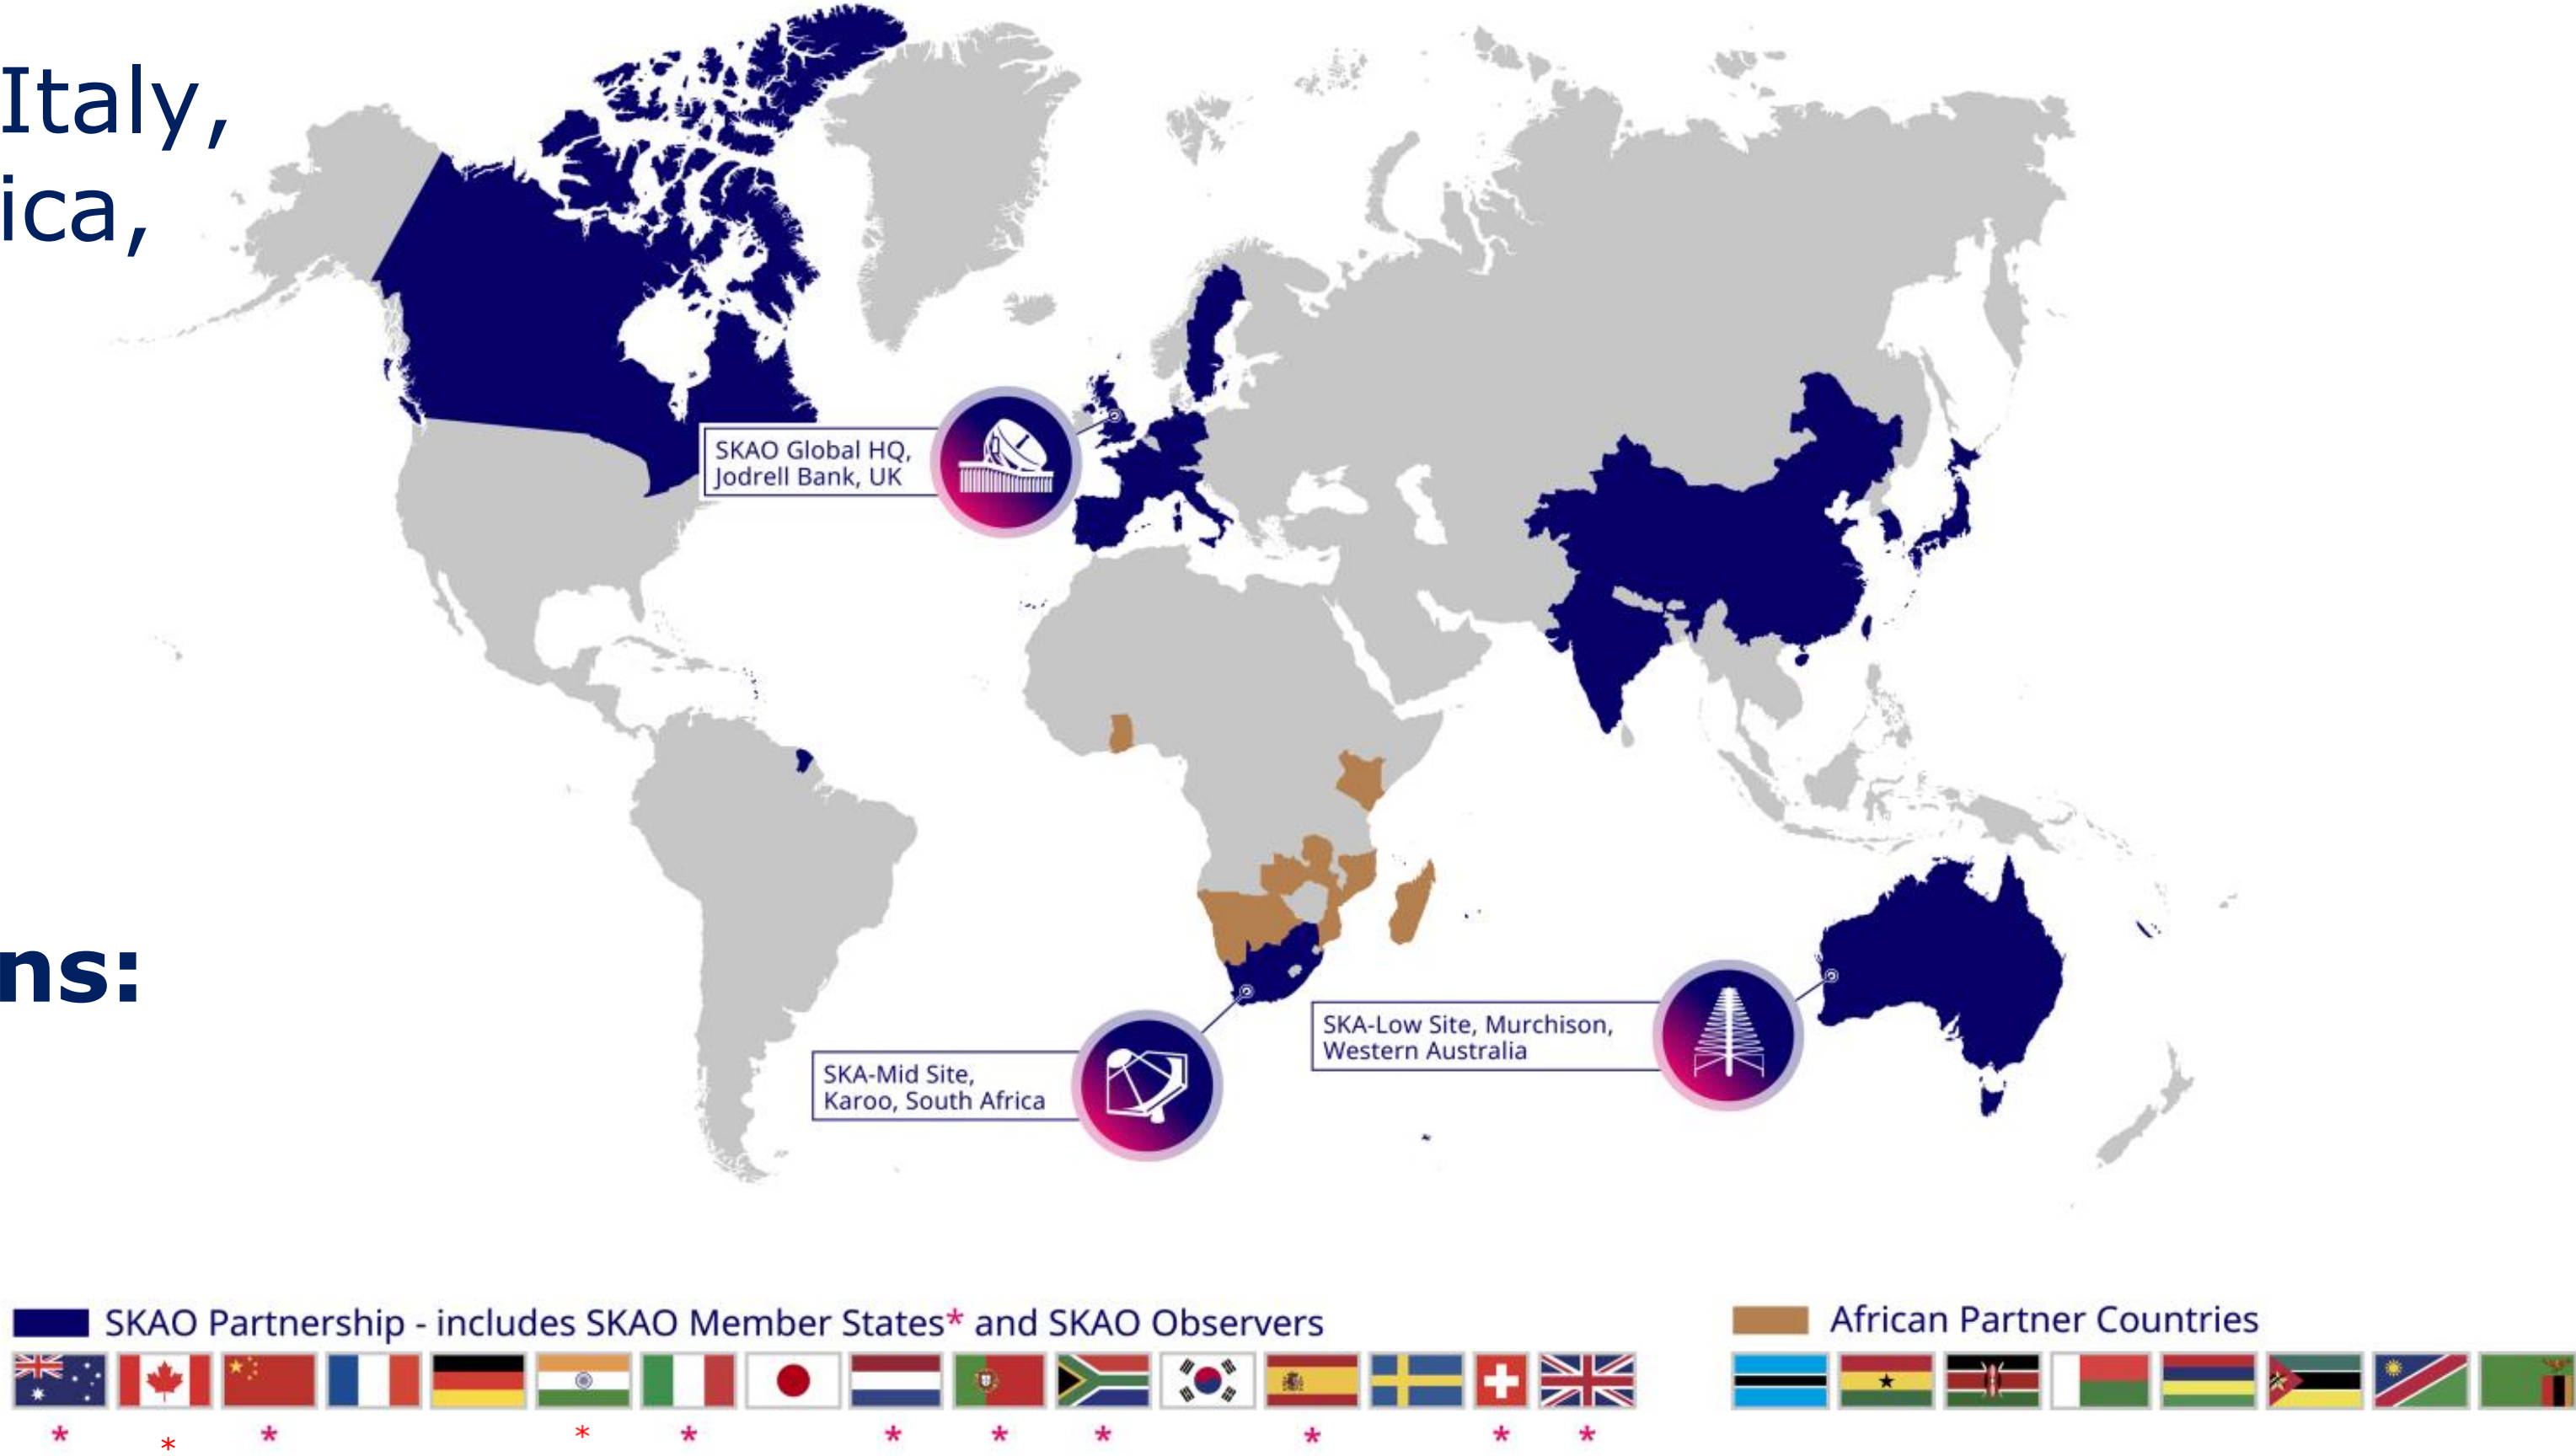 Italy,
ica,
ns:
SKAO Global HQ,
Jodrell Bank, UK
SKA-Mid Site,
Karoo, South Africa
SKA-Low Site, Murchison,
Western Australia
SKAO Partnership - includes SKAO Member States* and SKAO Observers
African Partner Countries
* * * * * * * * * * *